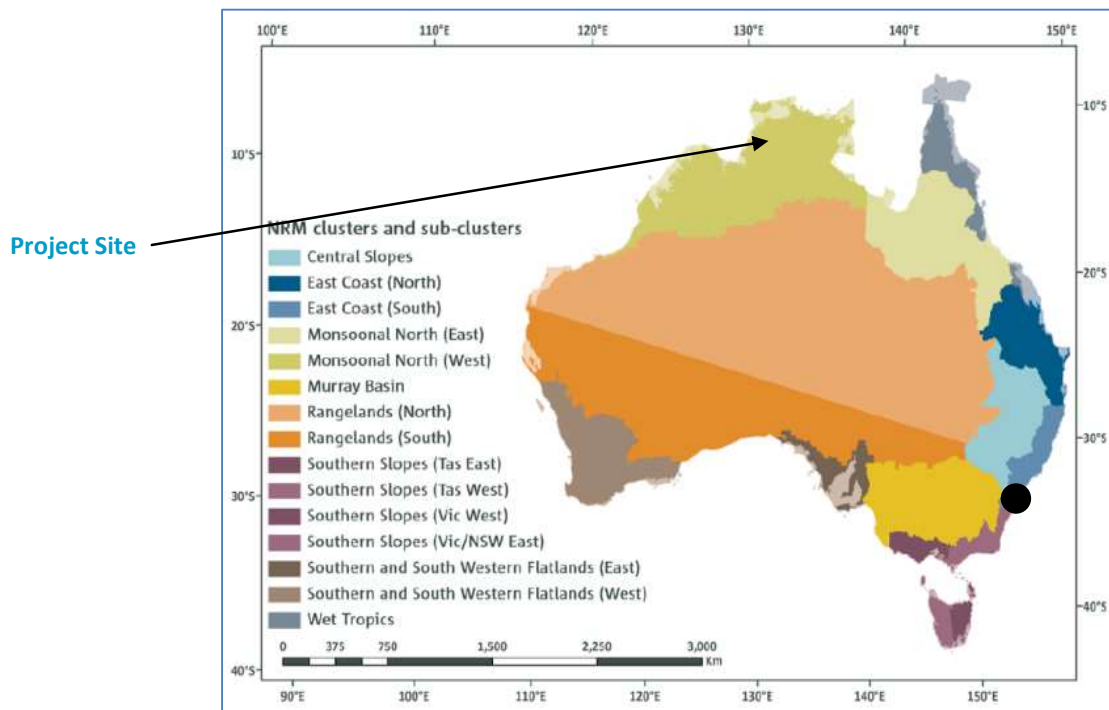 100°E 110°E 120°E 130°E 140°E 150°E
10°S
10°S
Project Site
NRM clusters and sub-clusters
Central Slopes
East Coast (North)
20°S
East Coast (South)
20°S
Monsoonal North (East)
Monsoonal North (West)
Murray Basin
Rangelands (North)
30°S
Rangelands (South)
Southern Slopes (Tas East)
Southern Slopes (Tas West)
30°S
Southern Slopes (Vic West)
Southern Slopes (Vic/NSW East)
Southern and South Western Flatlands (East)
Southern and South Western Flatlands (West)
40°S
Wet Tropics
0 375 750 1,500 2,250 3,000
Km
40°S
90°E 100°E 110°E 120°E 130°E 140°E 150°E